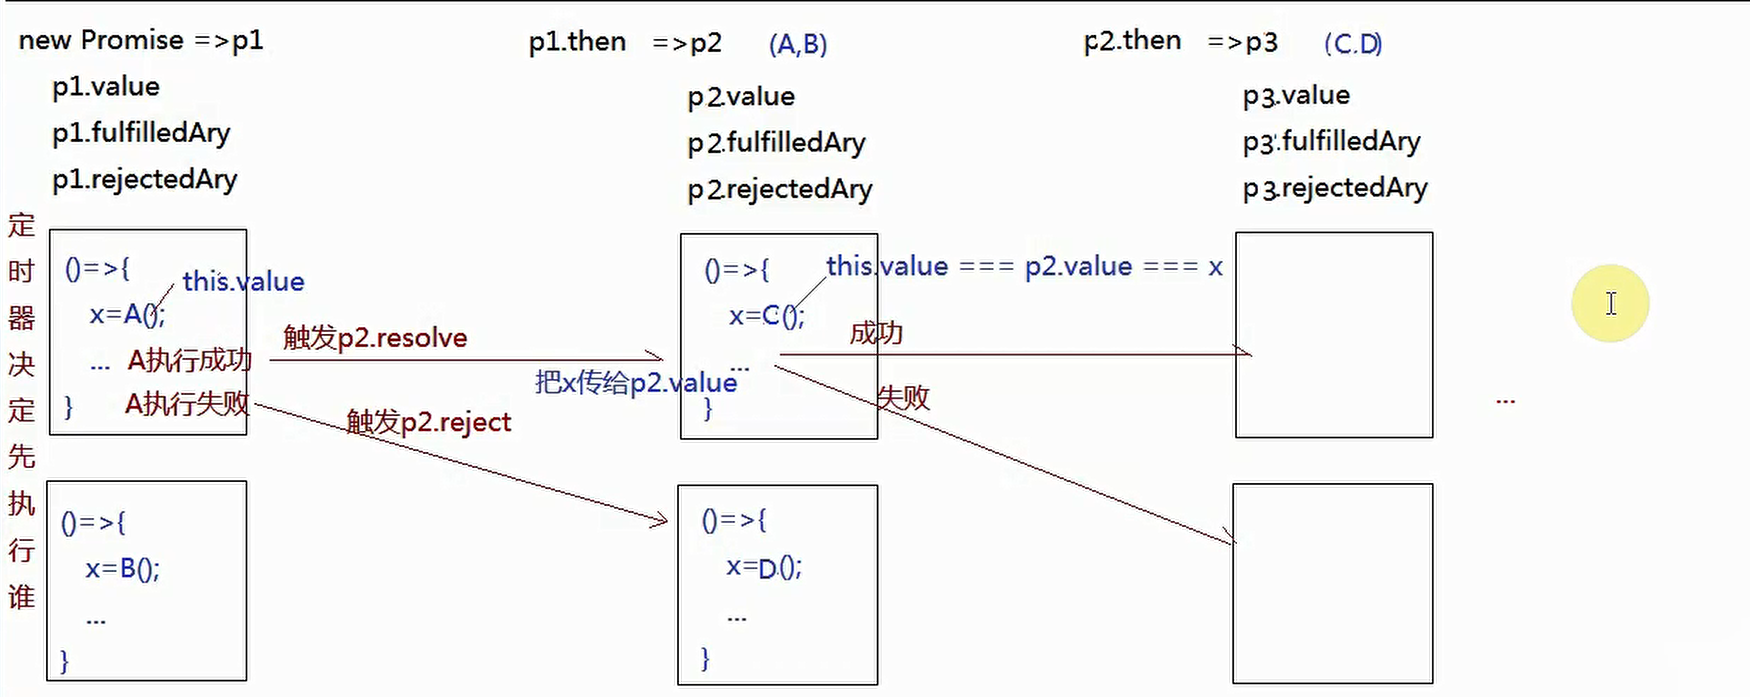 new Promise =>p1
p1.value
p1.fulfilledAry
p1.rejectedAry
定时器决定先执行谁
()=>{
this.value
x=A();
... A执行成功
A执行失败
}
()=>{
x=B();
...
}
触发p2.resolve
把x传给p2.value
触发p2.reject
p1.then =>p2 (A,B)
p2.value
p2.fulfilledAry
p2.rejectedAry
()=>{
this.value === p2.value === x
x=C();
...
}
成功
失败
()=>{
x=D.();
...
}
p2.then =>p3 (C.D)
p3.value
p3.fulfilledAry
p3.rejectedAry
...